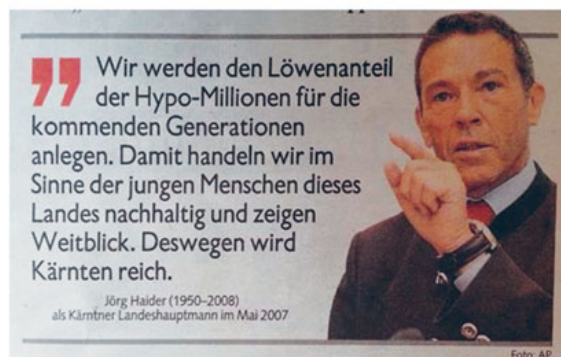 Wir werden den Löwenanteil
der Hypo-Millionen für die
kommenden Generationen
anlegen. Damit handeln wir im
Sinne der jungen Menschen dieses
Landes nachhaltig und zeigen
Weitblick. Deswegen wird
Kärnten reich.
Jörg Haider (1950–2008)
als Kärntner Landeshauptmann im Mai 2007
Foto: AP